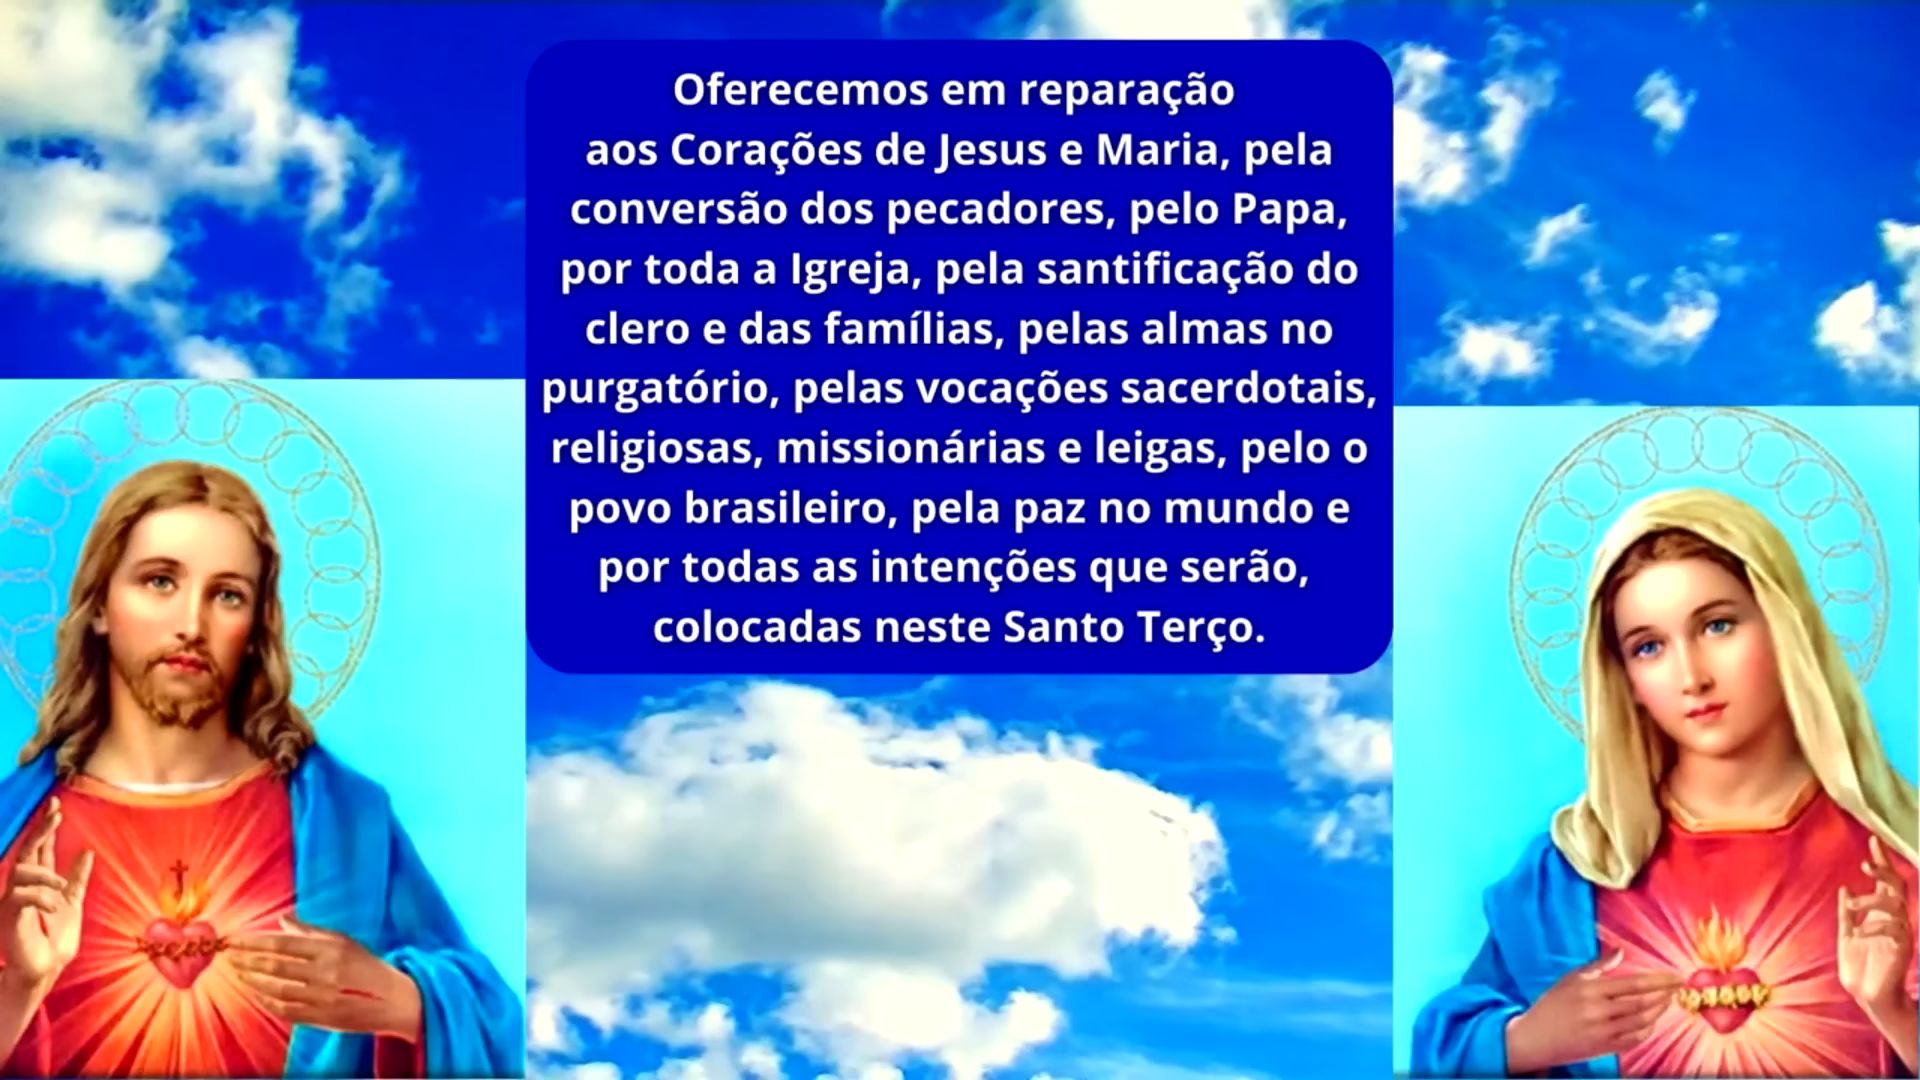 Oferecemos em reparação
aos Corações de Jesus e Maria, pela
conversão dos pecadores, pelo Papa,
por toda a Igreja, pela santificação do
clero e das famílias, pelas almas no
purgatório, pelas vocações sacerdotais,
religiosas, missionárias e leigas, pelo o
povo brasileiro, pela paz no mundo e
por todas as intenções que serão,
colocadas neste Santo Terço.